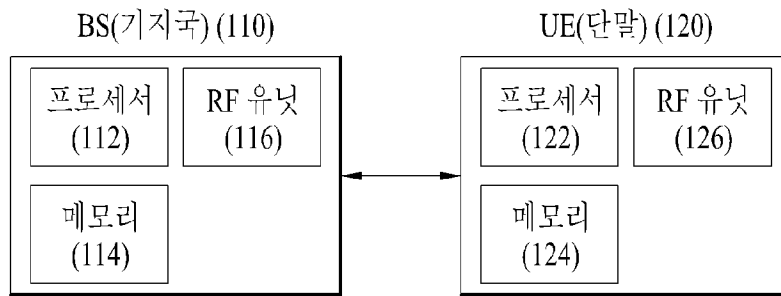 BS(기지국) (110)
프로세서
(112)
RF 유닛
(116)
메모리
(114)
UE(단말) (120)
프로세서
(122)
RF 유닛
(126)
메모리
(124)